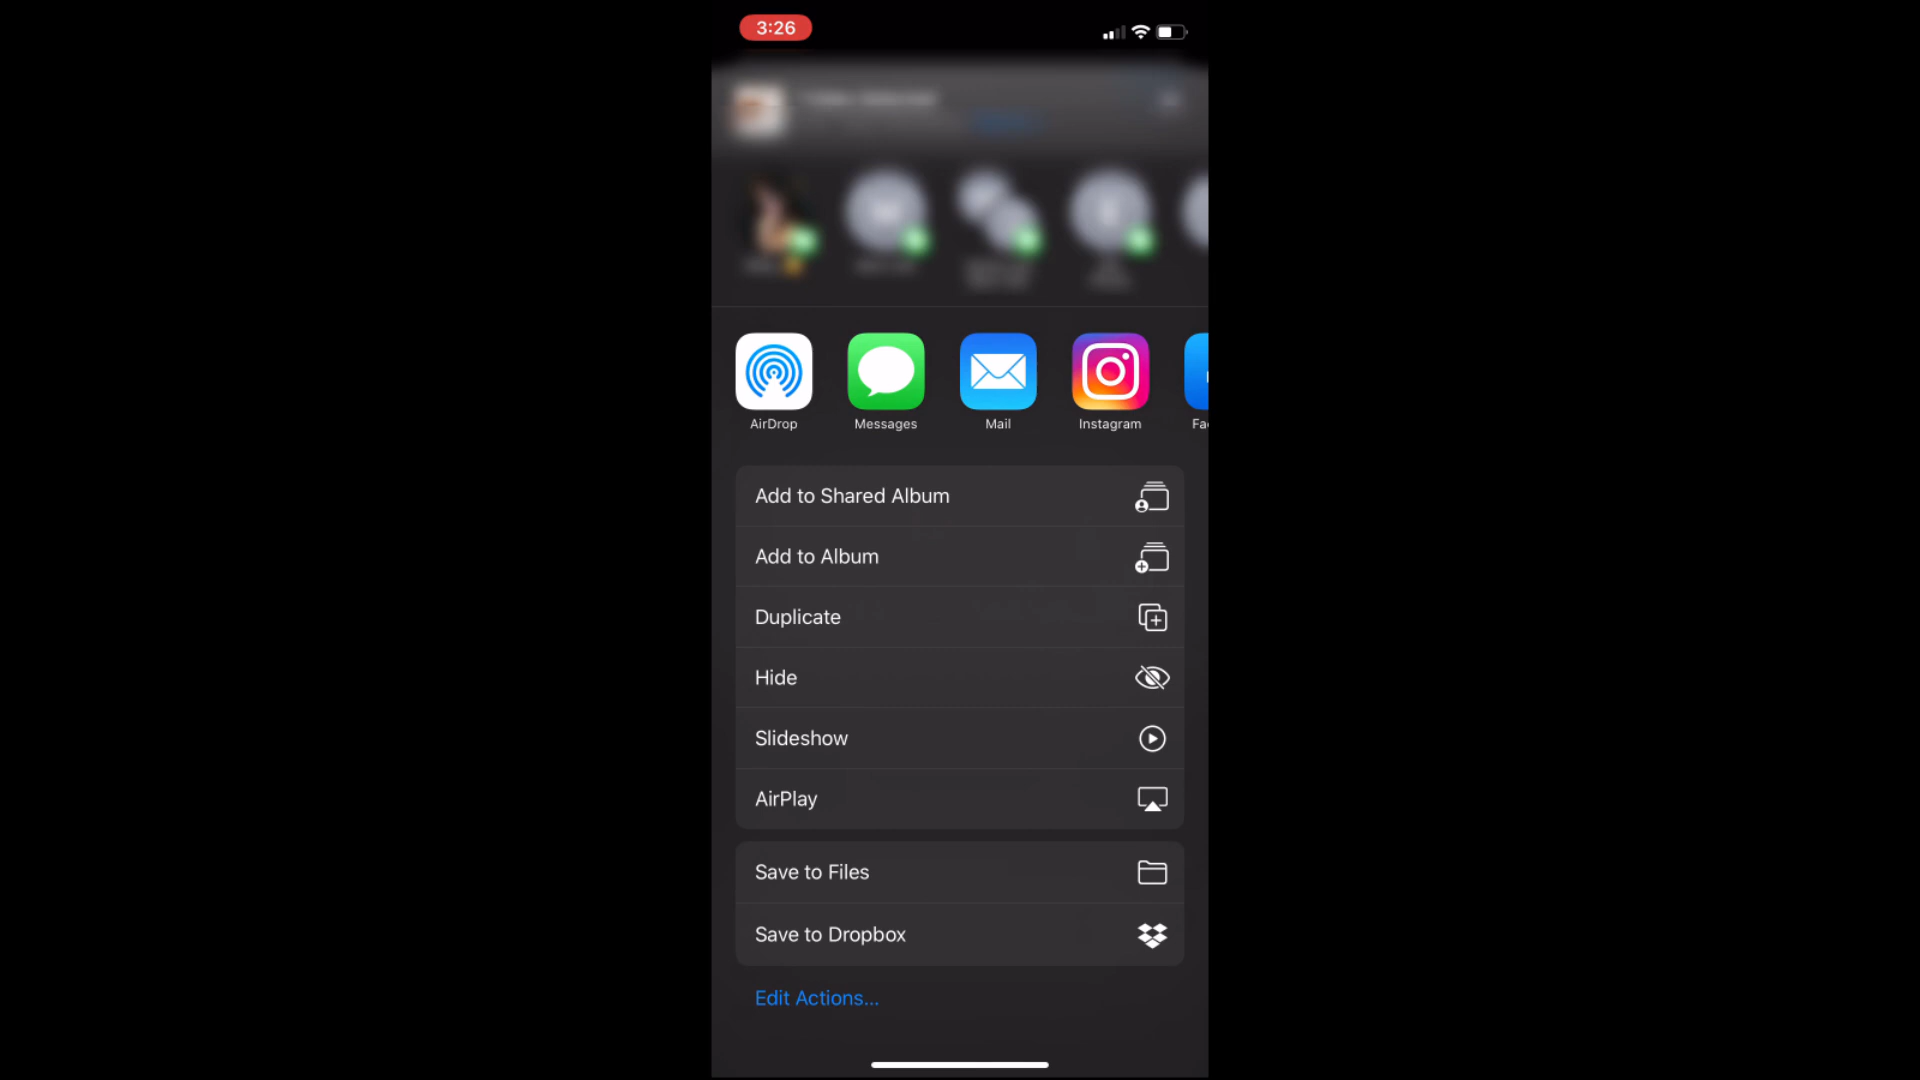 3:26
AirDrop
Messages
Mail
Instagram
Fa
Add to Shared Album
Add to Album
Duplicate
Hide
Slideshow
AirPlay
Save to Files
Save to Dropbox
Edit Actions...